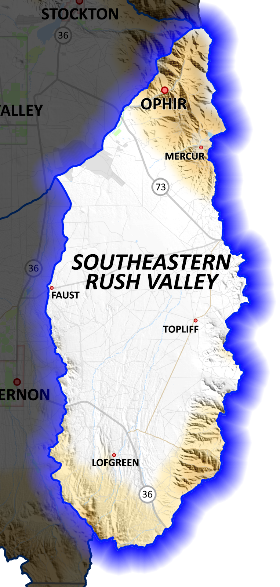 STOCKTON
36
ALLEY
OPHIR
MERCUR
73
SOUTHEASTERN
RUSH VALLEY
36
FAUST
TOPLIFF
ERNON
LOFGREEN
36